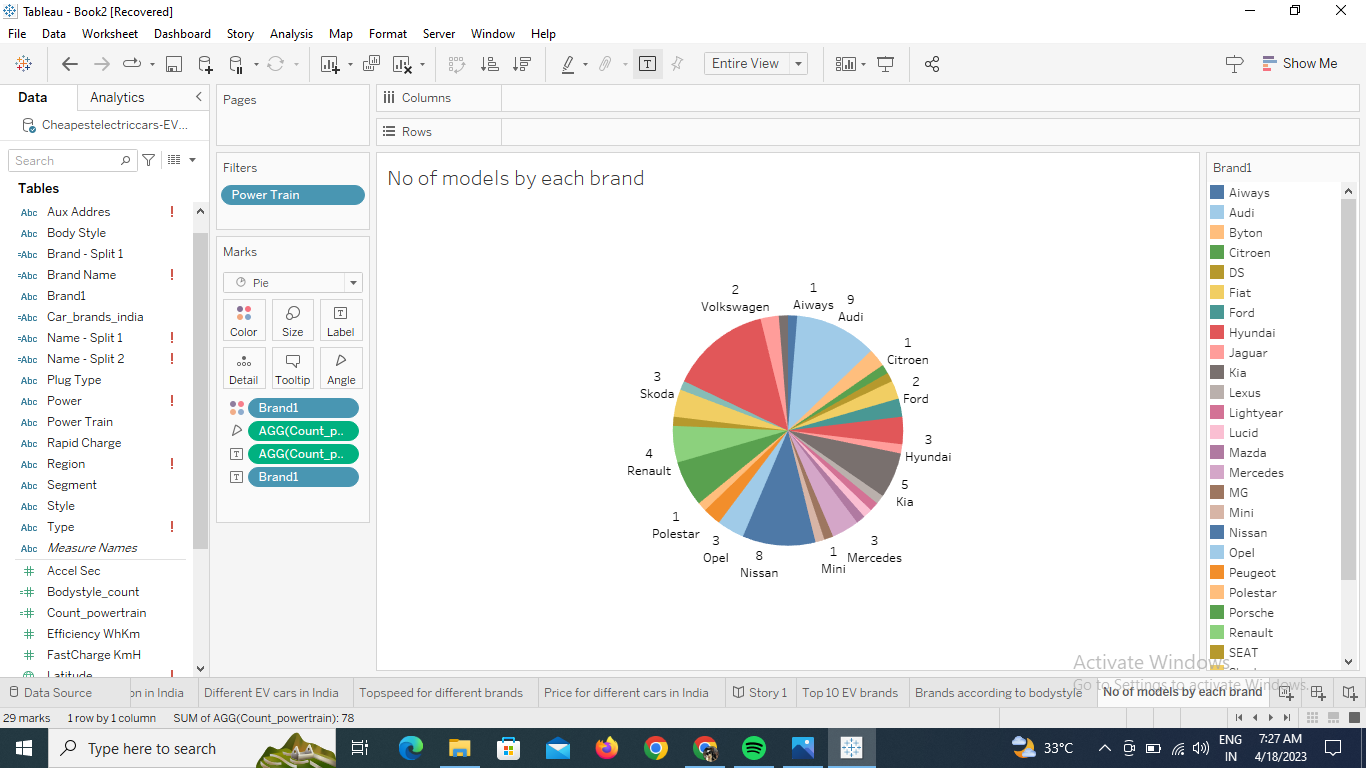 Tableau - Book2 [Recovered]
File Data Worksheet Dashboard Story Analysis Map Format Server Window Help
Entire View
Show Me
Data Analytics
Cheapestelectriccars-EV...
Search
Tables
Abc Aux Addres !
Abc Body Style
=Abc Brand - Split 1
=Abc Brand Name !
Abc Brand1
=Abc Car_brands_india
=Abc Name - Split 1 !
=Abc Name - Split 2 !
Abc Plug Type
Abc Power !
Abc Power Train
Abc Rapid Charge
Abc Region !
Abc Segment
Abc Style
Abc Type !
Abc Measure Names
# Accel Sec
=# Bodystyle_count
=# Count_powertrain
# Efficiency WhKm
# FastCharge KmH
Latitude !
Pages
Filters
Power Train
Marks
Pie
Color Size Label
Detail Tooltip Angle
Brand1
AGG(Count_p..
AGG(Count_p..
Brand1
Columns
Rows
No of models by each brand
2
Volkswagen
1
Aiways
9
Audi
1
Citroen
2
Ford
3
Hyundai
5
Kia
3
Mercedes
1
Mini
8
Nissan
3
Opel
1
Polestar
4
Renault
3
Skoda
Brand1
Aiways
Audi
Byton
Citroen
DS
Fiat
Ford
Hyundai
Jaguar
Kia
Lexus
Lightyear
Lucid
Mazda
Mercedes
MG
Mini
Nissan
Opel
Peugeot
Polestar
Porsche
Renault
SEAT
Activate Windows
Go to Settings to activate Windows.
Data Source on in India Different EV cars in India Topspeed for different brands Price for different cars in India Story 1 Top 10 EV brands Brands according to bodystyle No of models by each brand
29 marks 1 row by 1 column SUM of AGG(Count_powertrain): 78
Type here to search
33°C
ENG
IN
7:27 AM
4/18/2023